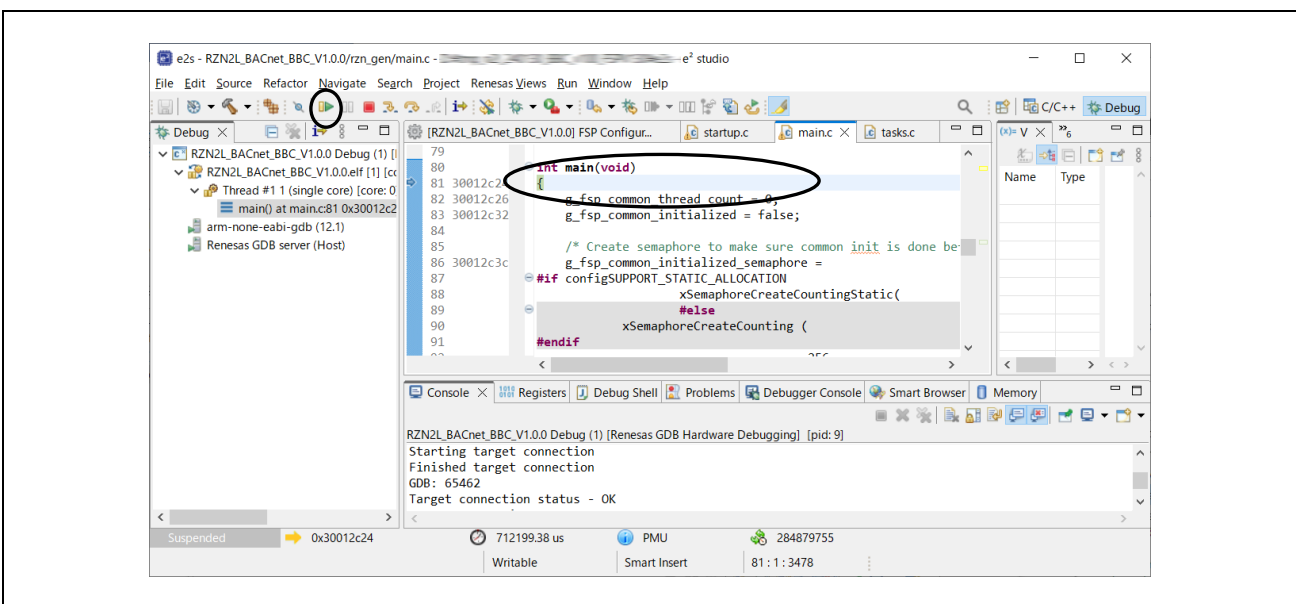 e2s - RZN2L_BACnet_BBC_V1.0.0/rzn_gen/main.c - e² studio
File Edit Source Refactor Navigate Search Project Renesas Views Run Window Help
C/C++ Debug
Debug
[RZN2L_BACnet_BBC_V1.0.0] FSP Configur... startup.c main.c tasks.c
(x)= V »6
RZN2L_BACnet_BBC_V1.0.0 Debug (1) [
RZN2L_BACnet_BBC_V1.0.0.elf [1] [cc
Thread #1 1 (single core) [core: 0
main() at main.c:81 0x30012c2
arm-none-eabi-gdb (12.1)
Renesas GDB server (Host)
79
80 int main(void)
81 30012c24 {
82 30012c26 g_fsp_common_thread_count = 0;
83 30012c32 g_fsp_common_initialized = false;
84
85 /* Create semaphore to make sure common init is done be
86 30012c3c g_fsp_common_initialized_semaphore =
87 #if configSUPPORT_STATIC_ALLOCATION
88 xSemaphoreCreateCountingStatic(
89 #else
90 xSemaphoreCreateCounting (
91 #endif
92 256
Name Type
Console Registers Debug Shell Problems Debugger Console Smart Browser Memory
RZN2L_BACnet_BBC_V1.0.0 Debug (1) [Renesas GDB Hardware Debugging] [pid: 9]
Starting target connection
Finished target connection
GDB: 65462
Target connection status - OK
Suspended 0x30012c24 712199.38 us PMU 284879755
Writable Smart Insert 81 : 1 : 3478